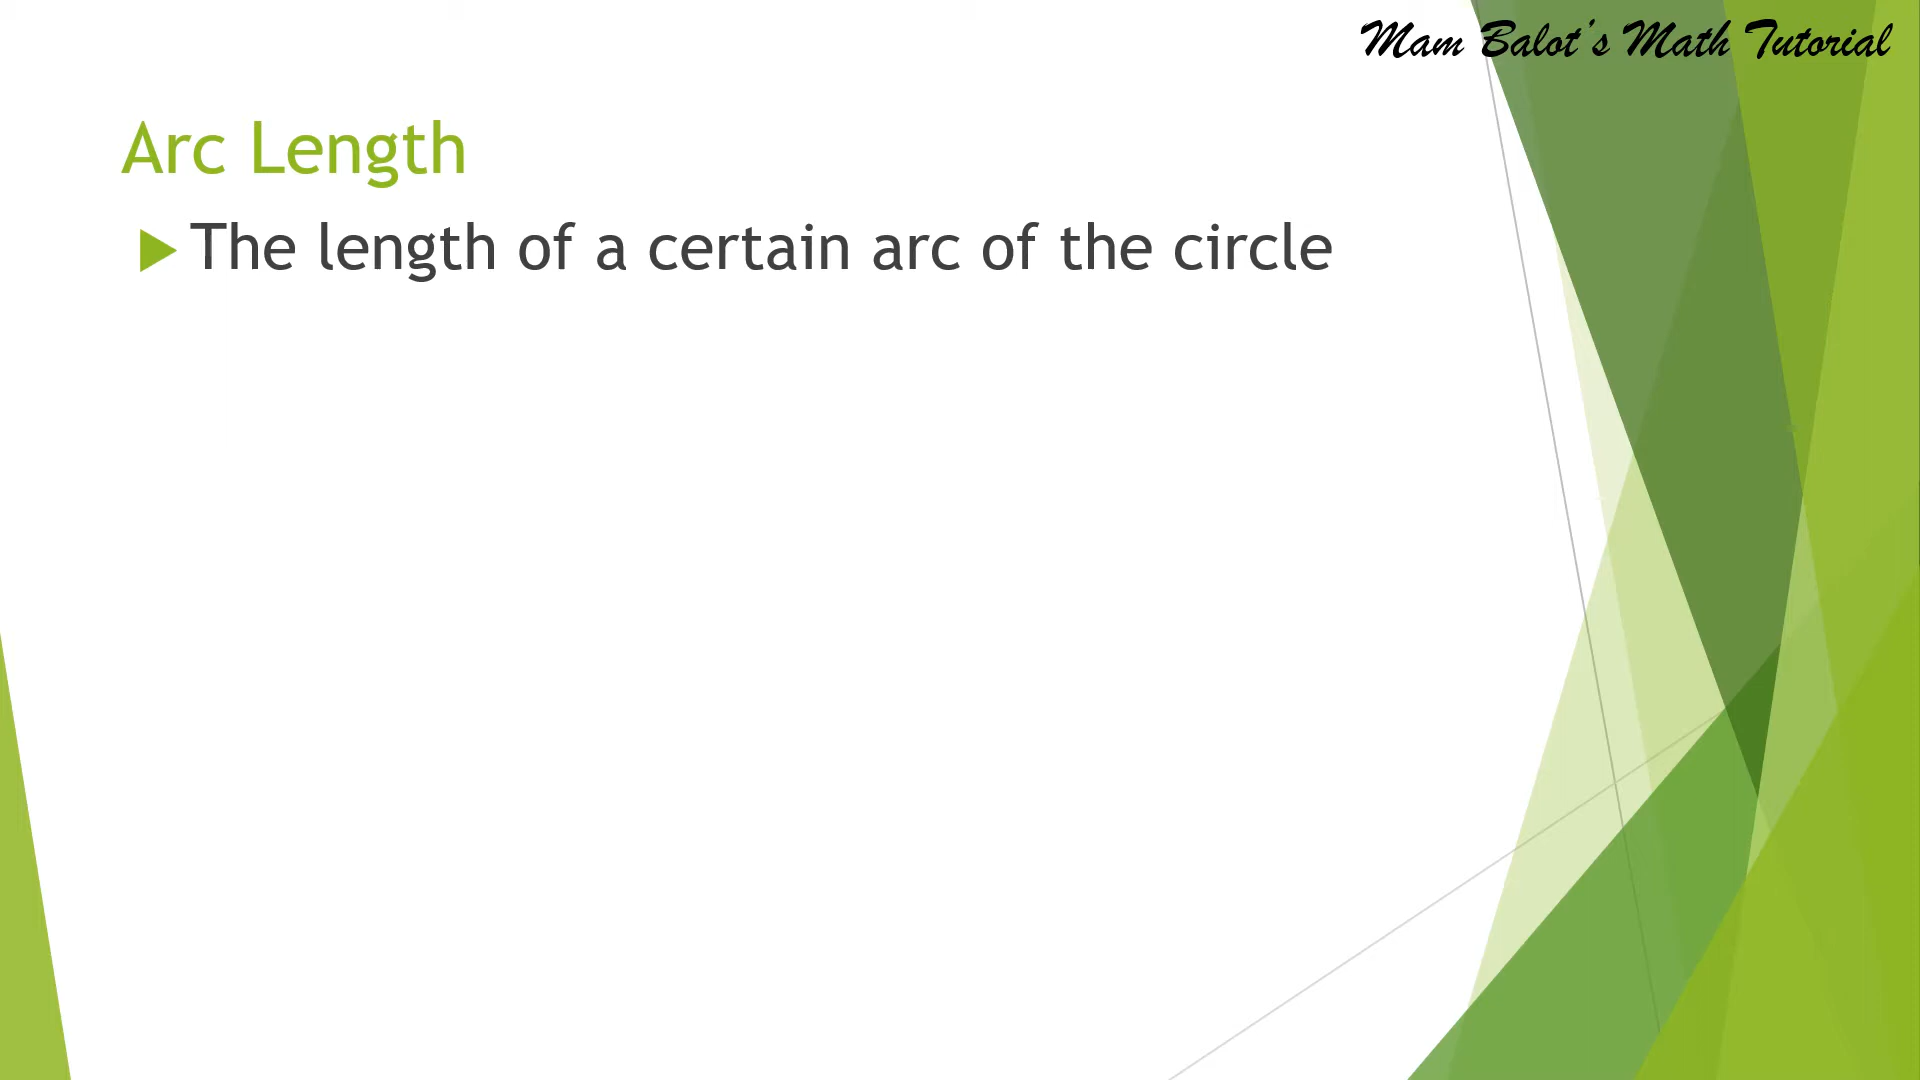 Mam Balot's Math Tutorial
Arc Length
The length of a certain arc of the circle